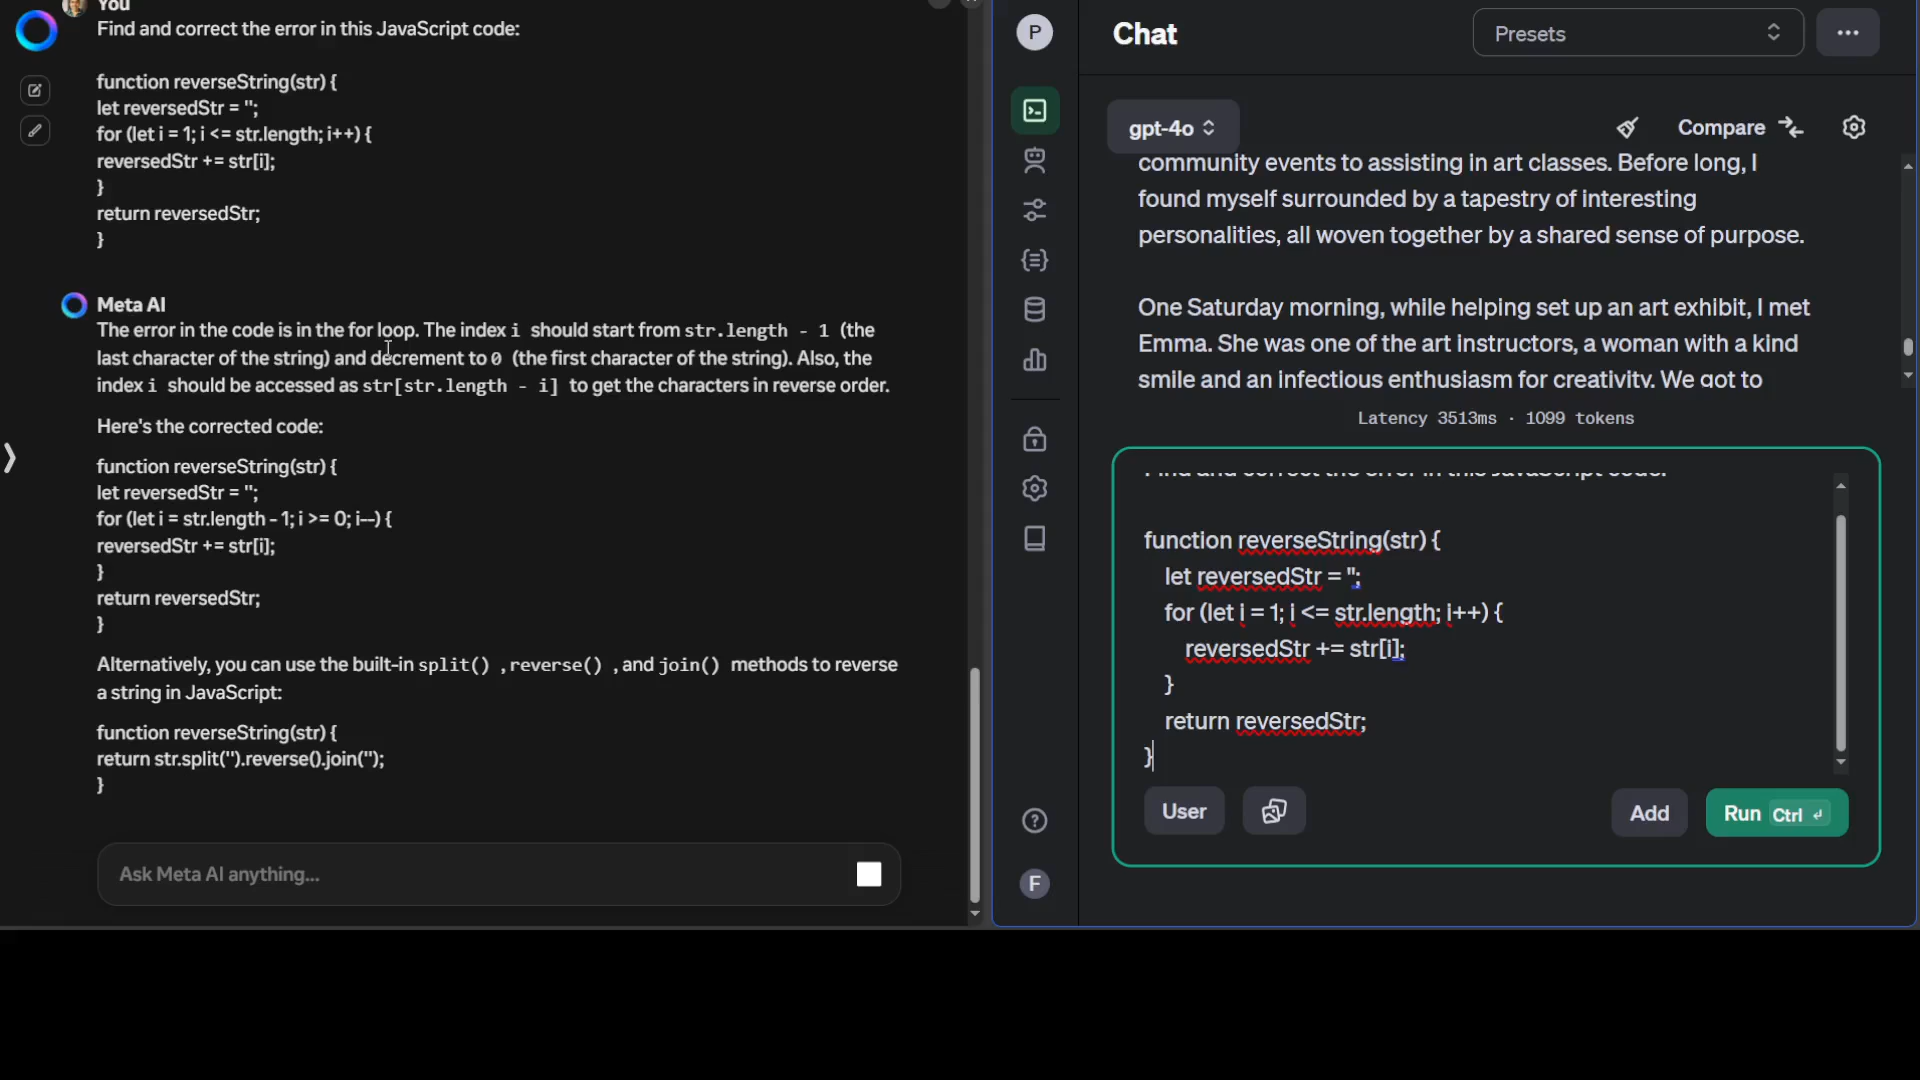 You
Find and correct the error in this JavaScript code:
function reverseString(str) {
let reversedStr = '';
for (let i = 1; i <= str.length; i++) {
reversedStr += str[i];
}
return reversedStr;
}
Meta AI
The error in the code is in the for loop. The index i should start from str.length - 1 (the
last character of the string) and decrement to 0 (the first character of the string). Also, the
index i should be accessed as str[str.length - i] to get the characters in reverse order.
Here's the corrected code:
function reverseString(str) {
let reversedStr = '';
for (let i = str.length - 1; i >= 0; i--) {
reversedStr += str[i];
}
return reversedStr;
}
Alternatively, you can use the built-in split() , reverse() , and join() methods to reverse
a string in JavaScript:
function reverseString(str) {
return str.split('').reverse().join('');
}
Ask Meta AI anything...
P
Chat
Presets
gpt-4o
Compare
community events to assisting in art classes. Before long, I
found myself surrounded by a tapestry of interesting
personalities, all woven together by a shared sense of purpose.
One Saturday morning, while helping set up an art exhibit, I met
Emma. She was one of the art instructors, a woman with a kind
smile and an infectious enthusiasm for creativity. We got to
Latency 3513ms · 1099 tokens
Find and correct the error in this JavaScript code:
function reverseString(str) {
let reversedStr = '';
for (let i = 1; i <= str.length; i++) {
reversedStr += str[i];
}
return reversedStr;
}
User
Add
Run Ctrl ↵
F